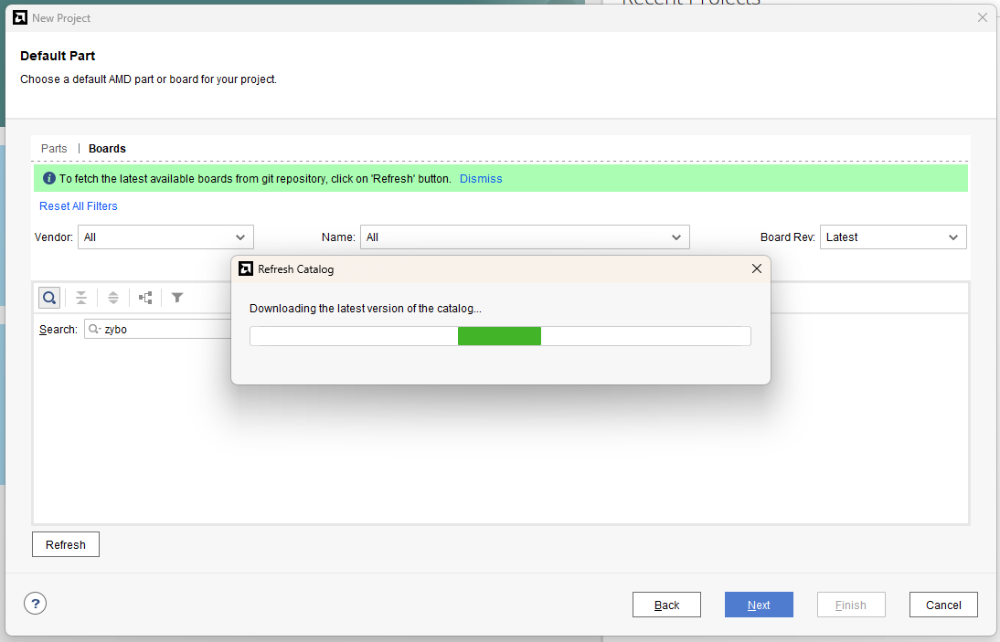 Recent Projects
New Project
Default Part
Choose a default AMD part or board for your project.
Parts | Boards
To fetch the latest available boards from git repository, click on 'Refresh' button. Dismiss
Reset All Filters
Vendor: All Name: All Board Rev: Latest
Refresh Catalog
Downloading the latest version of the catalog...
Search: zybo
Refresh
? Back Next Finish Cancel